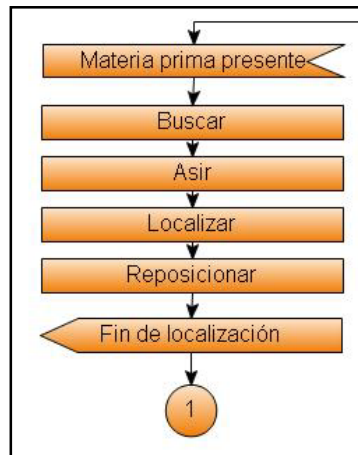 Materia prima presente
Buscar
Asir
Localizar
Reposicionar
Fin de localización
1